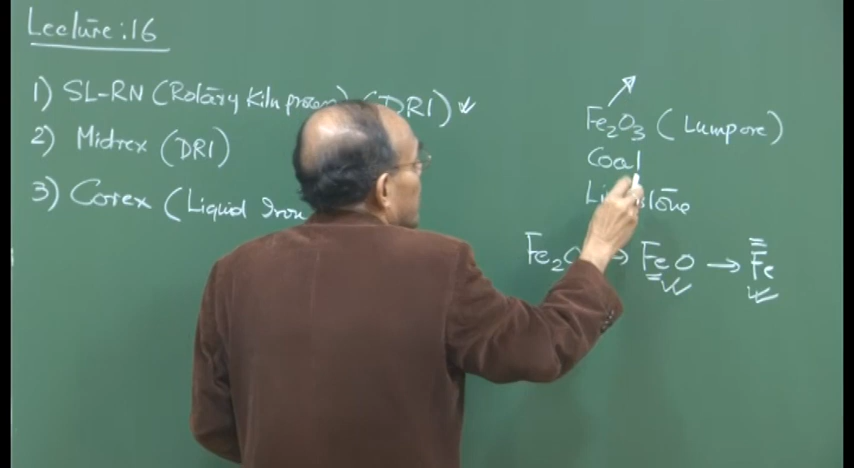 Lecture:16
1) SL-RN (Rotary Kiln process) (DRI)
2) Midrex (DRI)
3) Corex (Liquid Iron
Fe₂O₃ (Lumpore)
Coal
Fe₂O → FeO → Fe